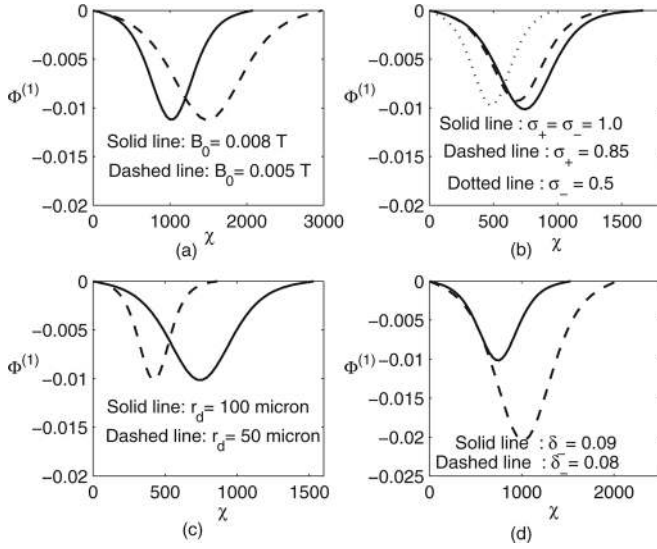 0
−0.005
Φ(1)
−0.01
−0.015
−0.02
Solid line: B0= 0.008 T
Dashed line: B0= 0.005 T
0 1000 2000 3000
χ
(a)
0
−0.005
Φ(1)
−0.01
−0.015
−0.02
Solid line : σ+= σ−= 1.0
Dashed line : σ+ = 0.85
Dotted line : σ−= 0.5
0 500 1000 1500
χ
(b)
0
−0.005
Φ(1)
−0.01
−0.015
−0.02
Solid line: rd= 100 micron
Dashed line: rd= 50 micron
0 500 1000 1500
χ
(c)
0
−0.005
Φ(1)
−0.01
−0.015
−0.02
−0.025
Solid line : δ−= 0.09
Dashed line : δ−= 0.08
0 1000 2000
χ
(d)